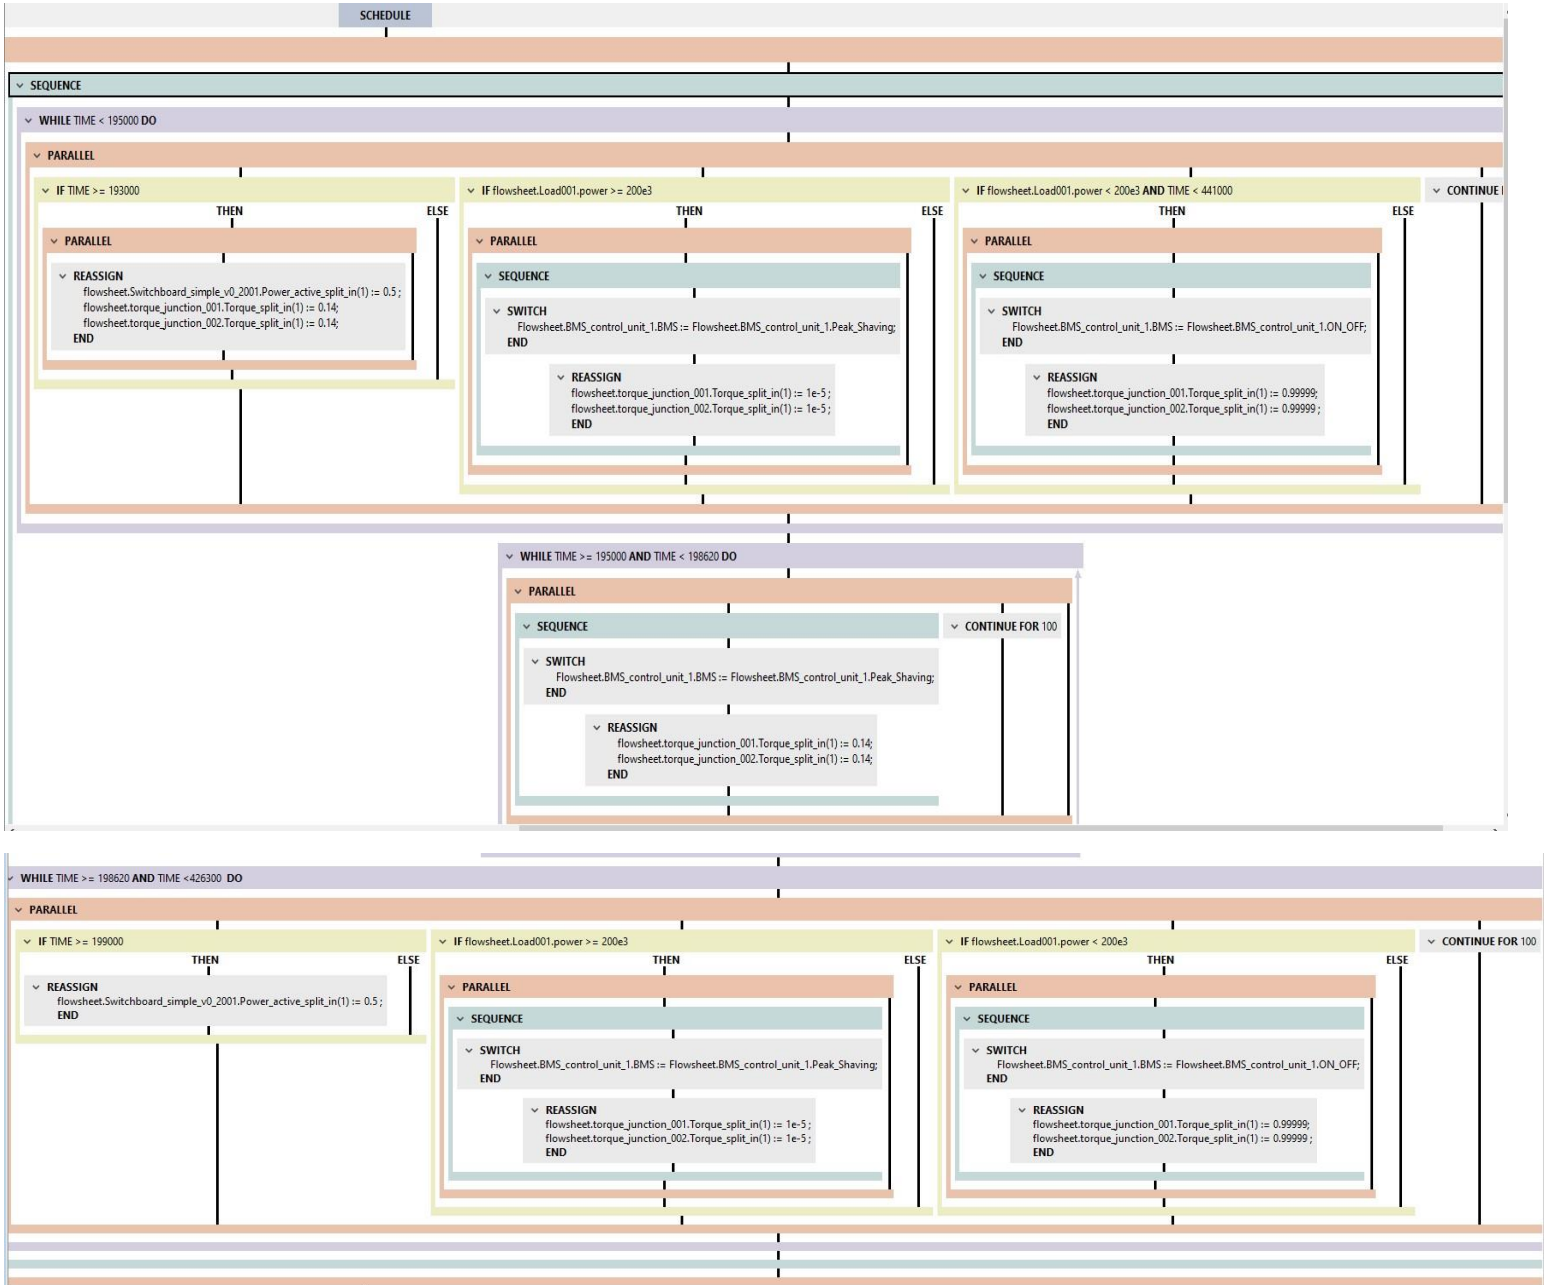 SCHEDULE
SEQUENCE
WHILE TIME < 195000 DO
PARALLEL
IF TIME >= 193000
THEN
ELSE
PARALLEL
REASSIGN
flowsheet.Switchboard_simple_v0_2001.Power_active_split_in(1) := 0.5 ;
flowsheet.torque_junction_001.Torque_split_in(1) := 0.14;
flowsheet.torque_junction_002.Torque_split_in(1) := 0.14;
END
IF flowsheet.Load001.power >= 200e3
THEN
ELSE
PARALLEL
SEQUENCE
SWITCH
Flowsheet.BMS_control_unit_1.BMS := Flowsheet.BMS_control_unit_1.Peak_Shaving;
END
REASSIGN
flowsheet.torque_junction_001.Torque_split_in(1) := 1e-5 ;
flowsheet.torque_junction_002.Torque_split_in(1) := 1e-5 ;
END
IF flowsheet.Load001.power < 200e3 AND TIME < 441000
THEN
ELSE
PARALLEL
SEQUENCE
SWITCH
Flowsheet.BMS_control_unit_1.BMS := Flowsheet.BMS_control_unit_1.ON_OFF;
END
REASSIGN
flowsheet.torque_junction_001.Torque_split_in(1) := 0.99999;
flowsheet.torque_junction_002.Torque_split_in(1) := 0.99999 ;
END
CONTINUE
WHILE TIME >= 195000 AND TIME < 198620 DO
PARALLEL
SEQUENCE
SWITCH
Flowsheet.BMS_control_unit_1.BMS := Flowsheet.BMS_control_unit_1.Peak_Shaving;
END
REASSIGN
flowsheet.torque_junction_001.Torque_split_in(1) := 0.14;
flowsheet.torque_junction_002.Torque_split_in(1) := 0.14;
END
CONTINUE FOR 100
WHILE TIME >= 198620 AND TIME <426300 DO
PARALLEL
IF TIME >= 199000
THEN
ELSE
REASSIGN
flowsheet.Switchboard_simple_v0_2001.Power_active_split_in(1) := 0.5 ;
END
IF flowsheet.Load001.power >= 200e3
THEN
ELSE
PARALLEL
SEQUENCE
SWITCH
Flowsheet.BMS_control_unit_1.BMS := Flowsheet.BMS_control_unit_1.Peak_Shaving;
END
REASSIGN
flowsheet.torque_junction_001.Torque_split_in(1) := 1e-5 ;
flowsheet.torque_junction_002.Torque_split_in(1) := 1e-5 ;
END
IF flowsheet.Load001.power < 200e3
THEN
ELSE
PARALLEL
SEQUENCE
SWITCH
Flowsheet.BMS_control_unit_1.BMS := Flowsheet.BMS_control_unit_1.ON_OFF;
END
REASSIGN
flowsheet.torque_junction_001.Torque_split_in(1) := 0.99999;
flowsheet.torque_junction_002.Torque_split_in(1) := 0.99999 ;
END
CONTINUE FOR 100